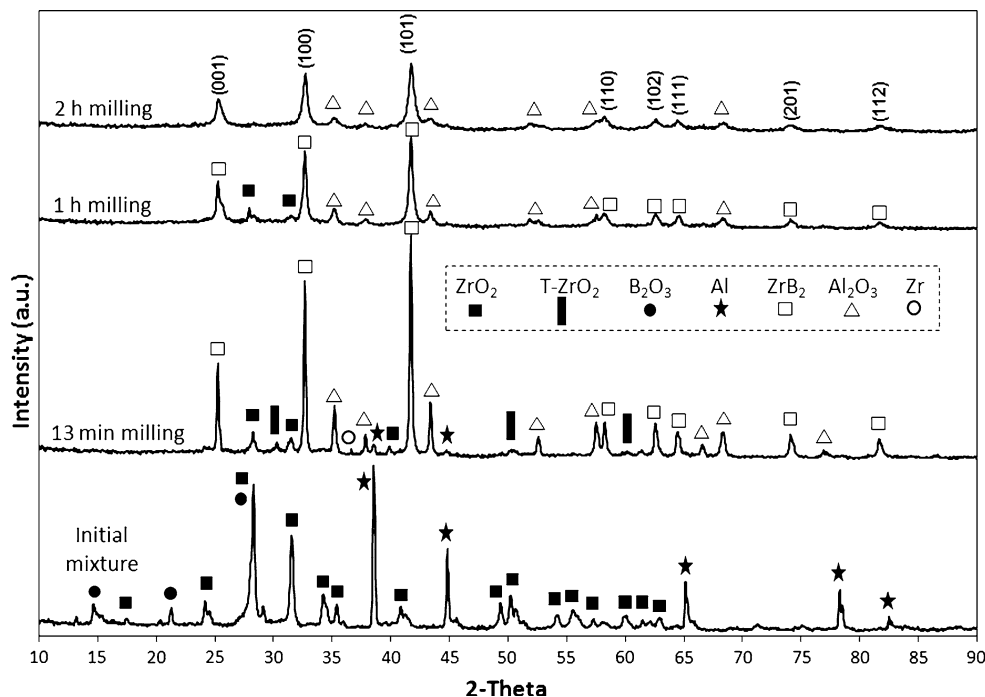 (001)
(100)
(101)
(110)
(102)
(111)
(201)
(112)
2 h milling
1 h milling
ZrO2 T-ZrO2 B2O3 Al ZrB2 Al2O3 Zr
13 min milling
Initial
mixture
Intensity (a.u.)
10 15 20 25 30 35 40 45 50 55 60 65 70 75 80 85 90
2-Theta